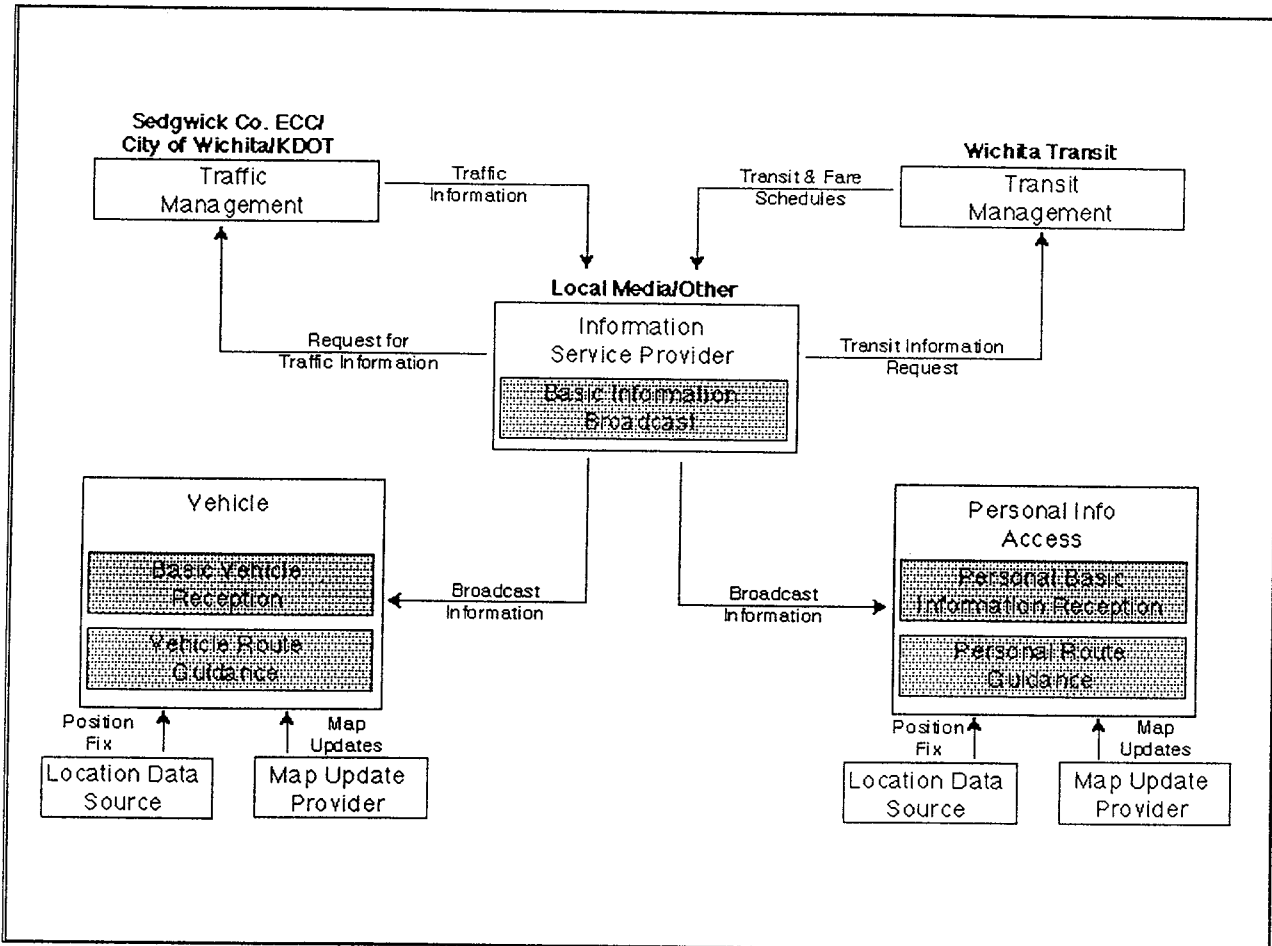 Sedgwick Co. ECC/
City of Wichita/KDOT
Traffic
Management
Traffic
Information
Wichita Transit
Transit
Management
Transit & Fare
Schedules
Local Media/Other
Information
Service Provider
Basic Information
Broadcast
Request for
Traffic Information
Transit Information
Request
Vehicle
Basic Vehicle
Reception
Vehicle Route
Guidance
Broadcast
Information
Broadcast
Information
Personal Info
Access
Personal Basic
Information Reception
Personal Route
Guidance
Position
Fix
Map
Updates
Location Data
Source
Map Update
Provider
Position
Fix
Map
Updates
Location Data
Source
Map Update
Provider